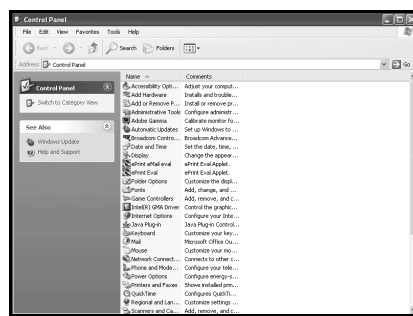 Control Panel
File Edit View Favorites Tools Help
Back Search Folders
Address Control Panel Go
Control Panel
Switch to Category View
See Also
Windows Update
Help and Support
Name Comments
Accessibility Opti... Adjust your comput...
Add Hardware Installs and trouble...
Add or Remove P... Install or remove pr...
Administrative Tools Configure administr...
Adobe Gamma Calibrate monitor fo...
Automatic Updates Set up Windows to ...
Broadcom Contro... Broadcom Advance...
Date and Time Set the date, time, ...
Display Change the appear...
ePrint eMail eval ePrint Eval Applet.
ePrint Eval ePrint Eval Applet.
Folder Options Customize the displ...
Fonts Add, change, and ...
Game Controllers Add, remove, and c...
Intel(R) GMA Driver Control the graphic...
Internet Options Configure your Inte...
Java Plug-in Java Plug-in Control...
Keyboard Customize your key...
Mail Microsoft Office Ou...
Mouse Customize your mo...
Network Connect... Connects to other c...
Phone and Mode... Configure your tele...
Power Options Configure energy-s...
Printers and Faxes Shows installed prin...
QuickTime Configures QuickTi...
Regional and Lan... Customize settings ...
Scanners and Ca... Add, remove, and c...